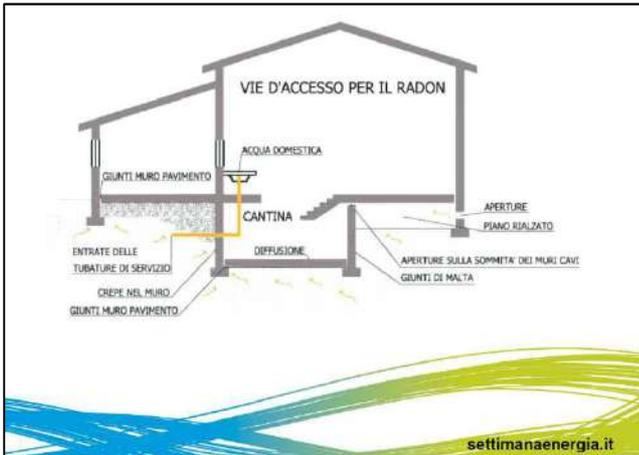 VIE D'ACCESSO PER IL RADON
ACQUA DOMESTICA
GIUNTI MURO PAVIMENTO
CANTINA
APERTURE
PIANO RIALZATO
ENTRATE DELLE
TUBATURE DI SERVIZIO
DIFFUSIONE
APERTURE SULLA SOMMITA' DEI MURI CAVI
GIUNTI DI MALTA
CREPE NEL MURO
GIUNTI MURO PAVIMENTO
settimanaenergia.it